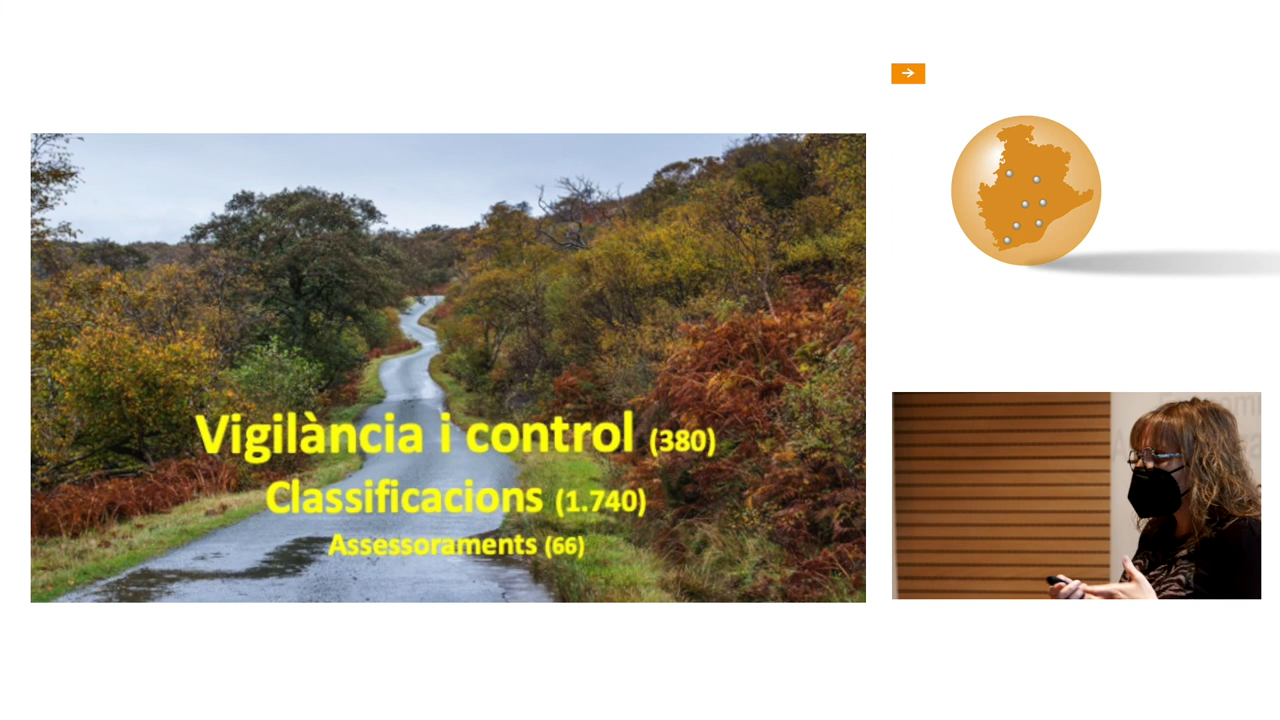 Vigilància i control (380)
Classificacions (1.740)
Assessoraments (66)